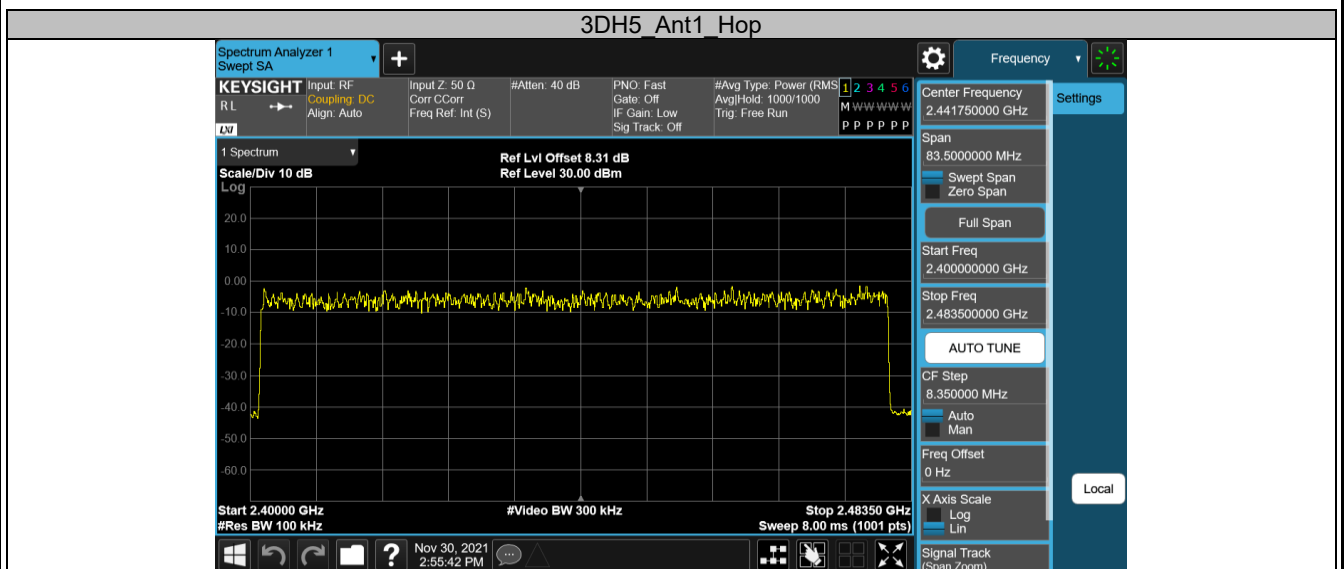 3DH5_Ant1_Hop
Spectrum Analyzer 1
Swept SA
+
Frequency
KEYSIGHT
Input: RF
Input Z: 50 Ω
#Atten: 40 dB
PNO: Fast
#Avg Type: Power (RMS
1 2 3 4 5 6
RL
Coupling: DC
Corr CCorr
Gate: Off
Avg|Hold: 1000/1000
M W W W W W
Align: Auto
Freq Ref: Int (S)
IF Gain: Low
Trig: Free Run
P P P P P P
LXI
Sig Track: Off
1 Spectrum
Ref Lvl Offset 8.31 dB
Scale/Div 10 dB
Ref Level 30.00 dBm
Log
20.0
10.0
0.00
-10.0
-20.0
-30.0
-40.0
-50.0
-60.0
Start 2.40000 GHz
#Video BW 300 kHz
Stop 2.48350 GHz
#Res BW 100 kHz
Sweep 8.00 ms (1001 pts)
?
Nov 30, 2021
2:55:42 PM
Center Frequency
2.441750000 GHz
Settings
Span
83.5000000 MHz
Swept Span
Zero Span
Full Span
Start Freq
2.400000000 GHz
Stop Freq
2.483500000 GHz
AUTO TUNE
CF Step
8.350000 MHz
Auto
Man
Freq Offset
0 Hz
Local
X Axis Scale
Log
Lin
Signal Track
(Span Zoom)